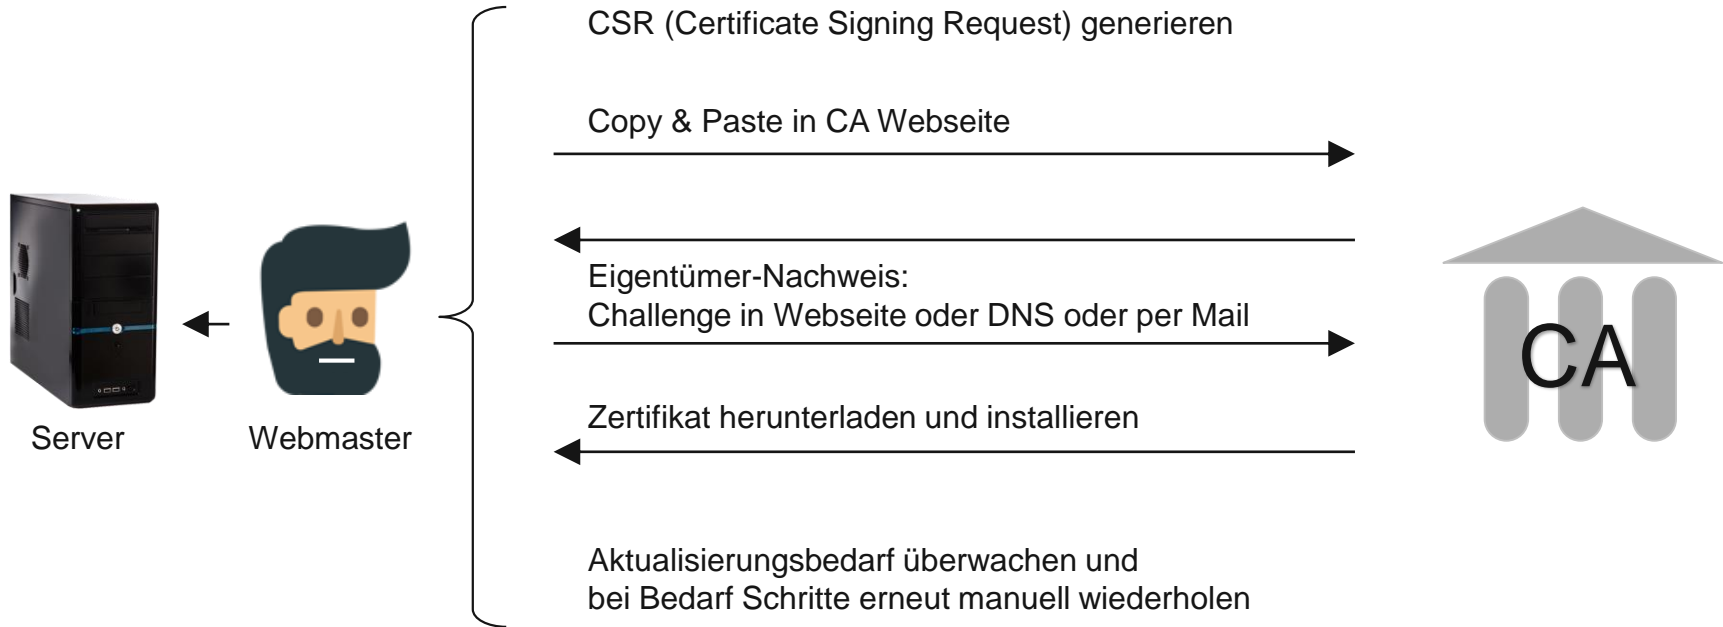 CSR (Certificate Signing Request) generieren
Copy & Paste in CA Webseite
Eigentümer-Nachweis:
Challenge in Webseite oder DNS oder per Mail
Zertifikat herunterladen und installieren
Aktualisierungsbedarf überwachen und
bei Bedarf Schritte erneut manuell wiederholen
Server
Webmaster
CA